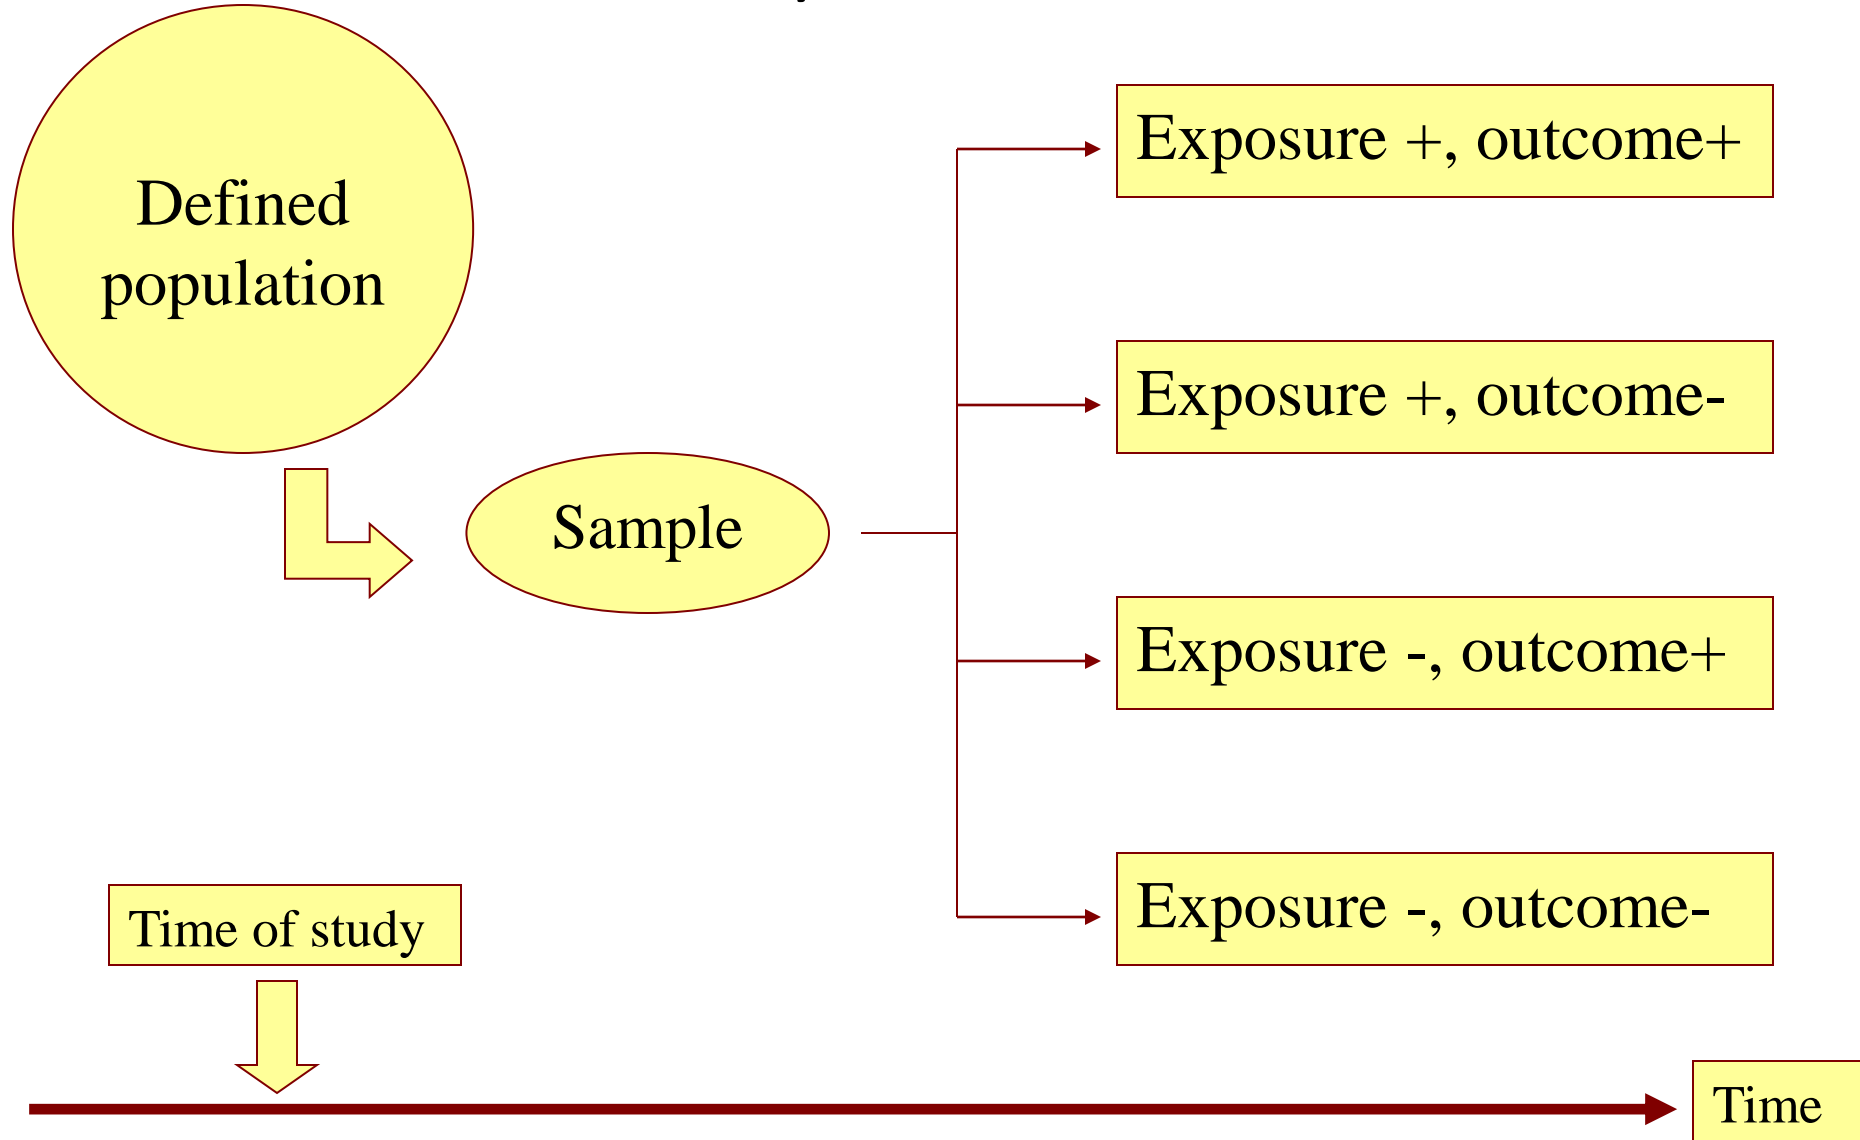 Defined
population
Sample
Exposure +, outcome+
Exposure +, outcome-
Exposure -, outcome+
Exposure -, outcome-
Time of study
Time